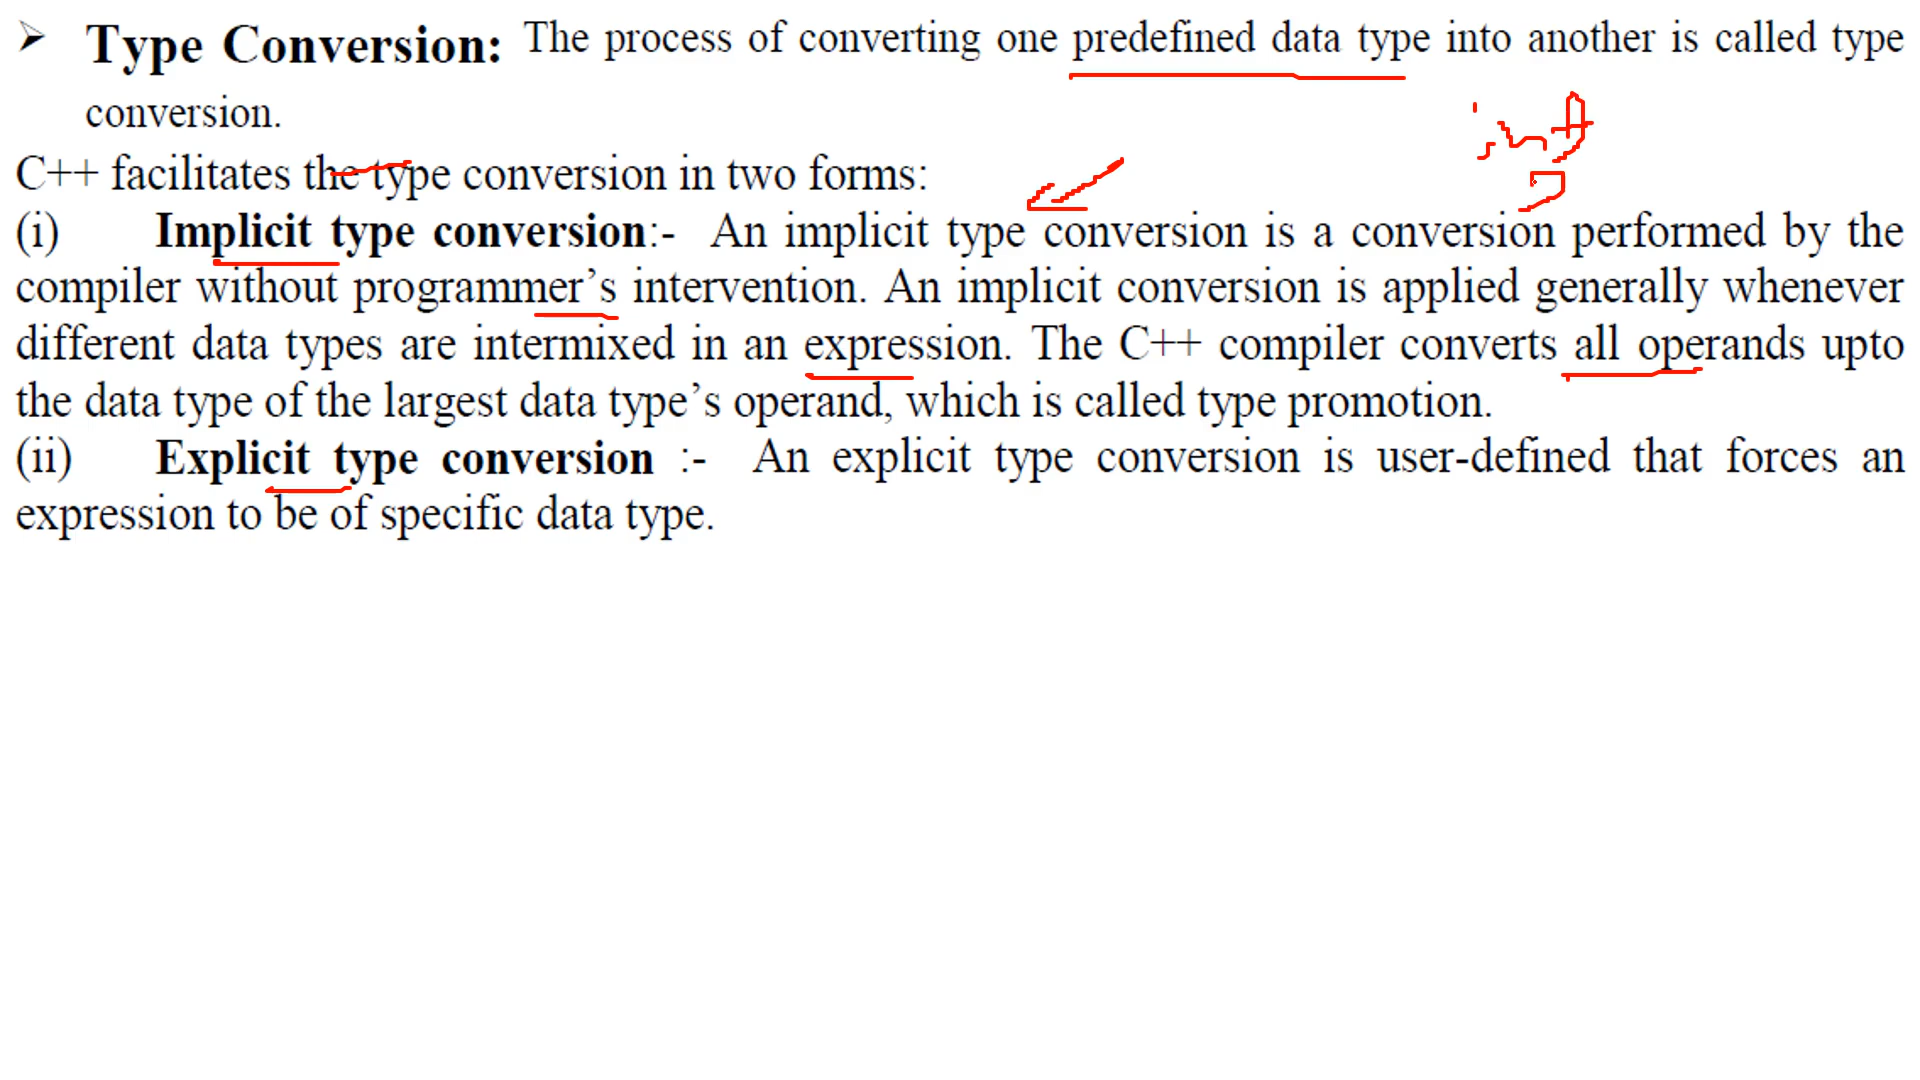 ➢ Type Conversion: The process of converting one predefined data type into another is called type
conversion.
C++ facilitates the type conversion in two forms:
(i) Implicit type conversion:- An implicit type conversion is a conversion performed by the
compiler without programmer’s intervention. An implicit conversion is applied generally whenever
different data types are intermixed in an expression. The C++ compiler converts all operands upto
the data type of the largest data type’s operand, which is called type promotion.
(ii) Explicit type conversion :- An explicit type conversion is user-defined that forces an
expression to be of specific data type.